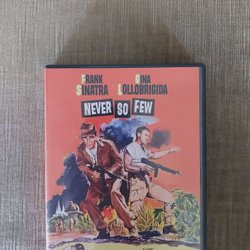 FRANK GINA
SINATRA LOLLOBRIGIDA
NEVER SO FEW